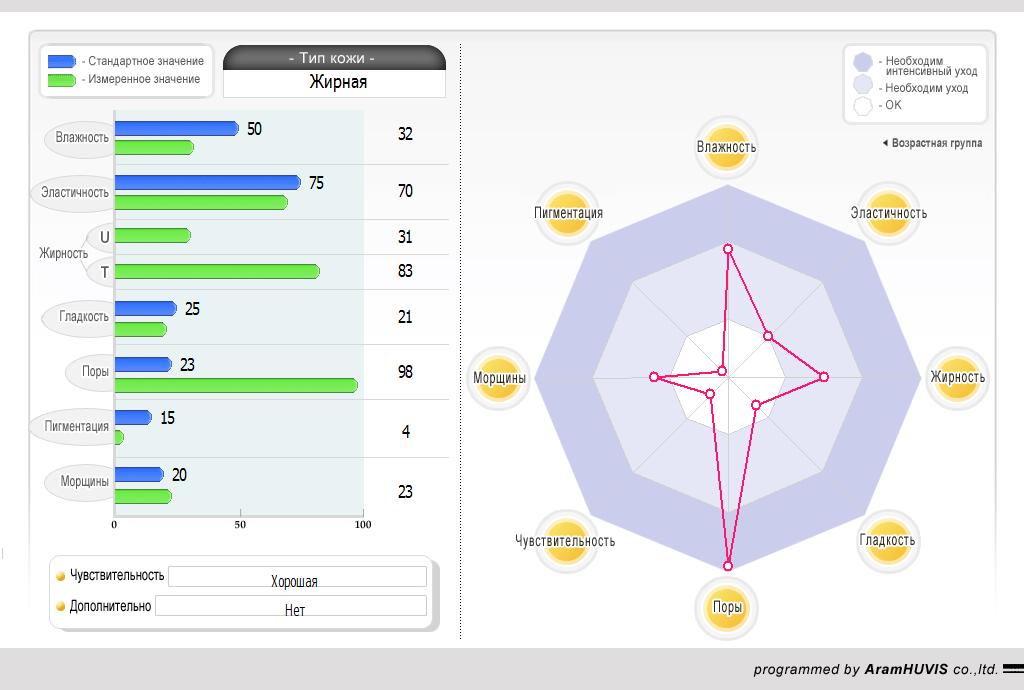 - Стандартное значение
- Измеренное значение
- Тип кожи -
Жирная
Влажность
50
32
Эластичность
75
70
Жирность
U
31
T
83
Гладкость
25
21
Поры
23
98
Пигментация
15
4
Морщины
20
23
0
50
100
Чувствительность
Хорошая
Дополнительно
Нет
- Необходим
интенсивный уход
- Необходим уход
- OK
Возрастная группа
Влажность
Пигментация
Эластичность
Морщины
Жирность
Чувствительность
Гладкость
Поры
programmed by AramHUVIS co.,ltd.